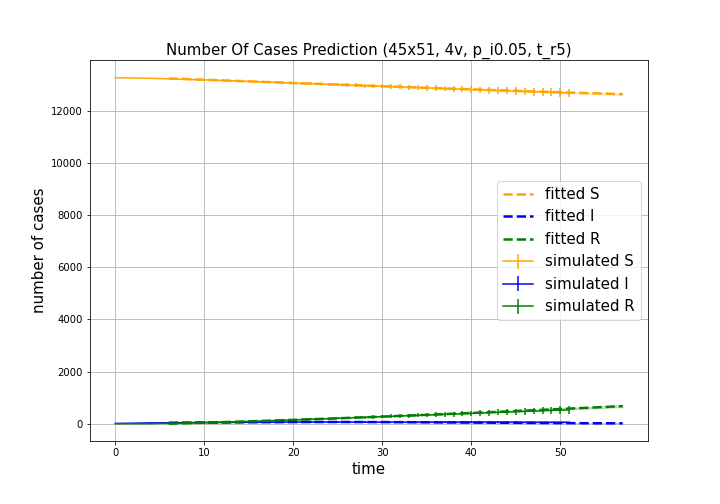 Number Of Cases Prediction (45x51, 4v, p_i0.05, t_r5)
12000
10000
8000
6000
4000
2000
0
number of cases
fitted S
fitted I
fitted R
simulated S
simulated I
simulated R
0 10 20 30 40 50
time